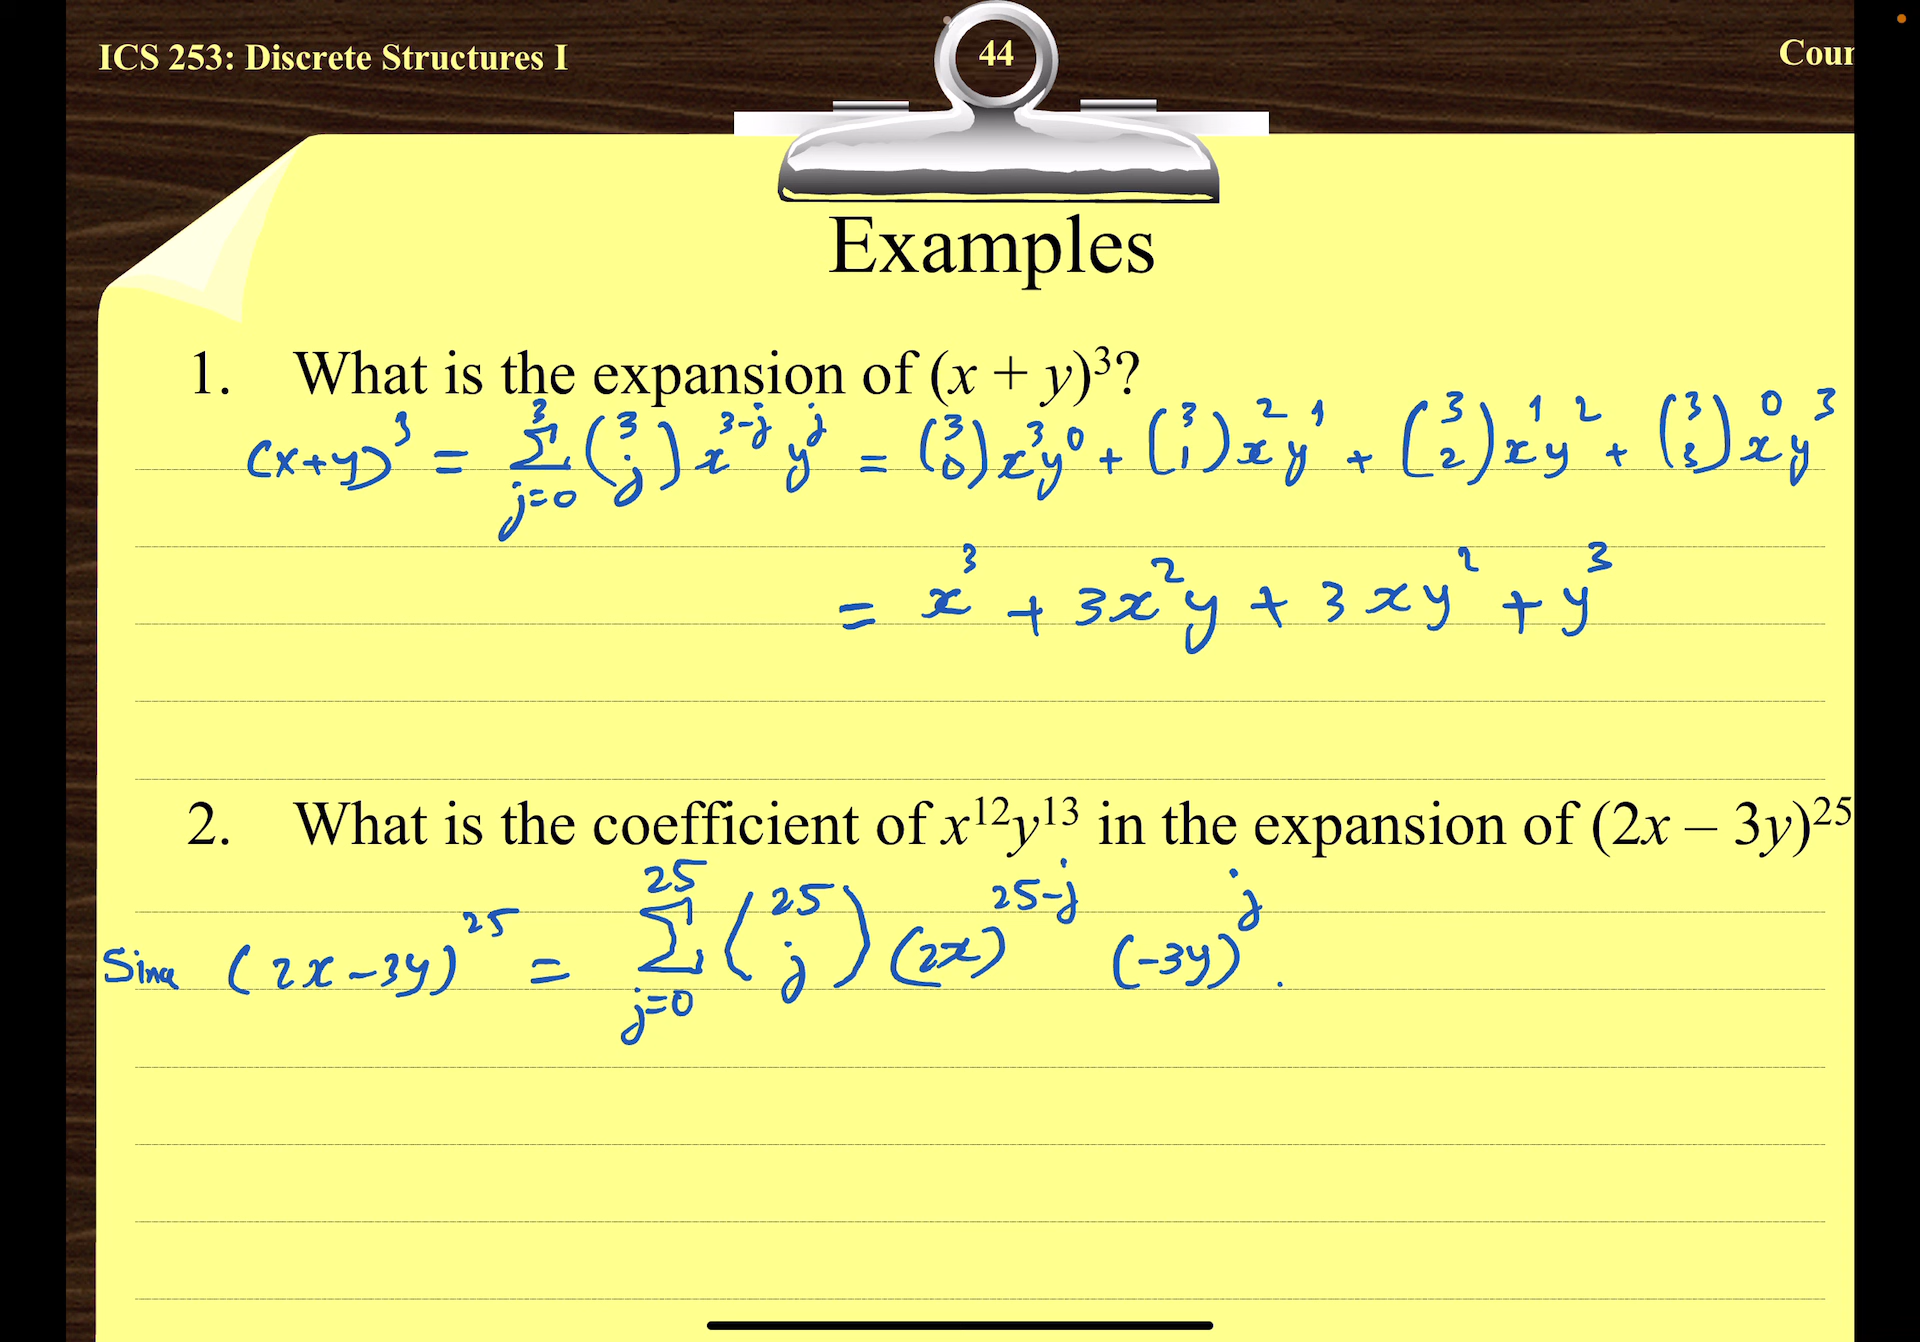 ICS 253: Discrete Structures I 44 Coun
Examples
1. What is the expansion of (x + y)³?
(x+y)³ = Σ_{j=0}^{3} (3 j) x^{3-j} y^{j} = (3 0) x³y⁰ + (3 1) x²y¹ + (3 2) x¹y² + (3 3) x⁰y³
= x³ + 3x²y + 3xy² + y³
2. What is the coefficient of x¹²y¹³ in the expansion of (2x – 3y)²⁵
Since (2x-3y)²⁵ = Σ_{j=0}^{25} (25 j) (2x)^{25-j} (-3y)^{j} .